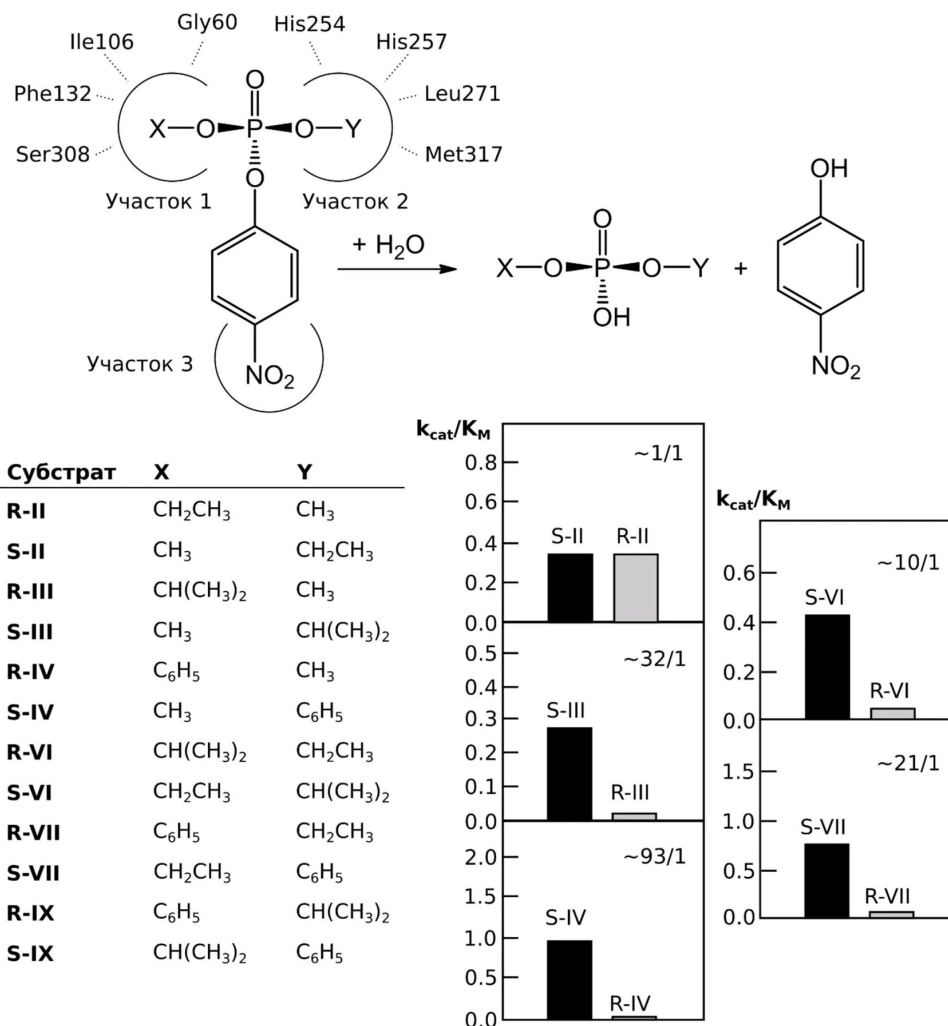 Gly60 His254
Ile106 His257
Phe132 O Leu271
X—O P O—Y
Ser308 Met317
O
Участок 1 Участок 2
OH
+ H₂O O
X—O P O—Y +
OH
Участок 3
NO₂ NO₂
Субстрат X Y
R-II CH₂CH₃ CH₃
S-II CH₃ CH₂CH₃
R-III CH(CH₃)₂ CH₃
S-III CH₃ CH(CH₃)₂
R-IV C₆H₅ CH₃
S-IV CH₃ C₆H₅
R-VI CH(CH₃)₂ CH₂CH₃
S-VI CH₂CH₃ CH(CH₃)₂
R-VII C₆H₅ CH₂CH₃
S-VII CH₂CH₃ C₆H₅
R-IX C₆H₅ CH(CH₃)₂
S-IX CH(CH₃)₂ C₆H₅
k_cat/K_M
~1/1
0.8
0.6
S-II R-II
0.4
0.2
0.0
~32/1
0.5
0.4
S-III
0.3
0.2
R-III
0.1
0.0
~93/1
2.0
1.5
S-IV
1.0
0.5
R-IV
0.0
k_cat/K_M
~10/1
0.6
S-VI
0.4
0.2
R-VI
0.0
~21/1
1.5
1.0
S-VII
0.5
R-VII
0.0